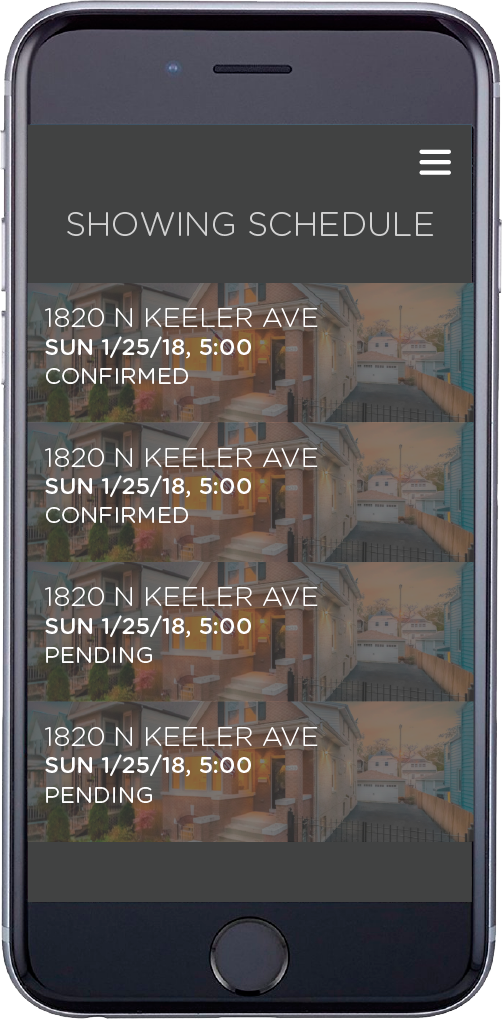 SHOWING SCHEDULE
1820 N KEELER AVE
SUN 1/25/18, 5:00
CONFIRMED
1820 N KEELER AVE
SUN 1/25/18, 5:00
CONFIRMED
1820 N KEELER AVE
SUN 1/25/18, 5:00
PENDING
1820 N KEELER AVE
SUN 1/25/18, 5:00
PENDING